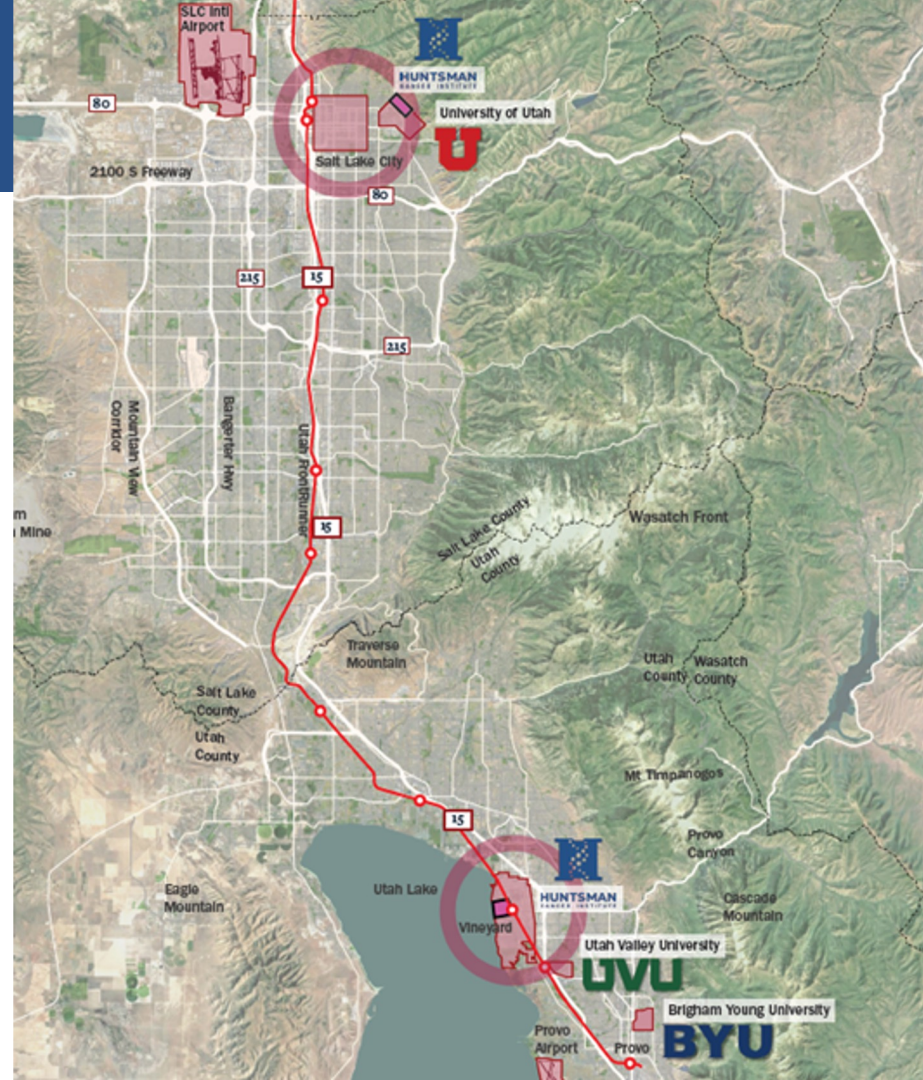 SLC Intl
Airport
HUNTSMAN
CANCER INSTITUTE
80
University of Utah
U
Salt Lake City
2100 S Freeway
80
215
15
215
Mountain View
Corridor
Bangerter Hwy
Utah FrontRunner
15
m
Mine
Salt Lake County
Utah
County
Wasatch Front
Traverse
Mountain
Utah
County
Wasatch
County
Salt Lake
County
Utah
County
Mt Timpanogos
15
Provo
Canyon
HUNTSMAN
CANCER INSTITUTE
Eagle
Mountain
Utah Lake
Cascade
Mountain
Vineyard
Utah Valley University
UVU
Brigham Young University
BYU
Provo
Airport
Provo